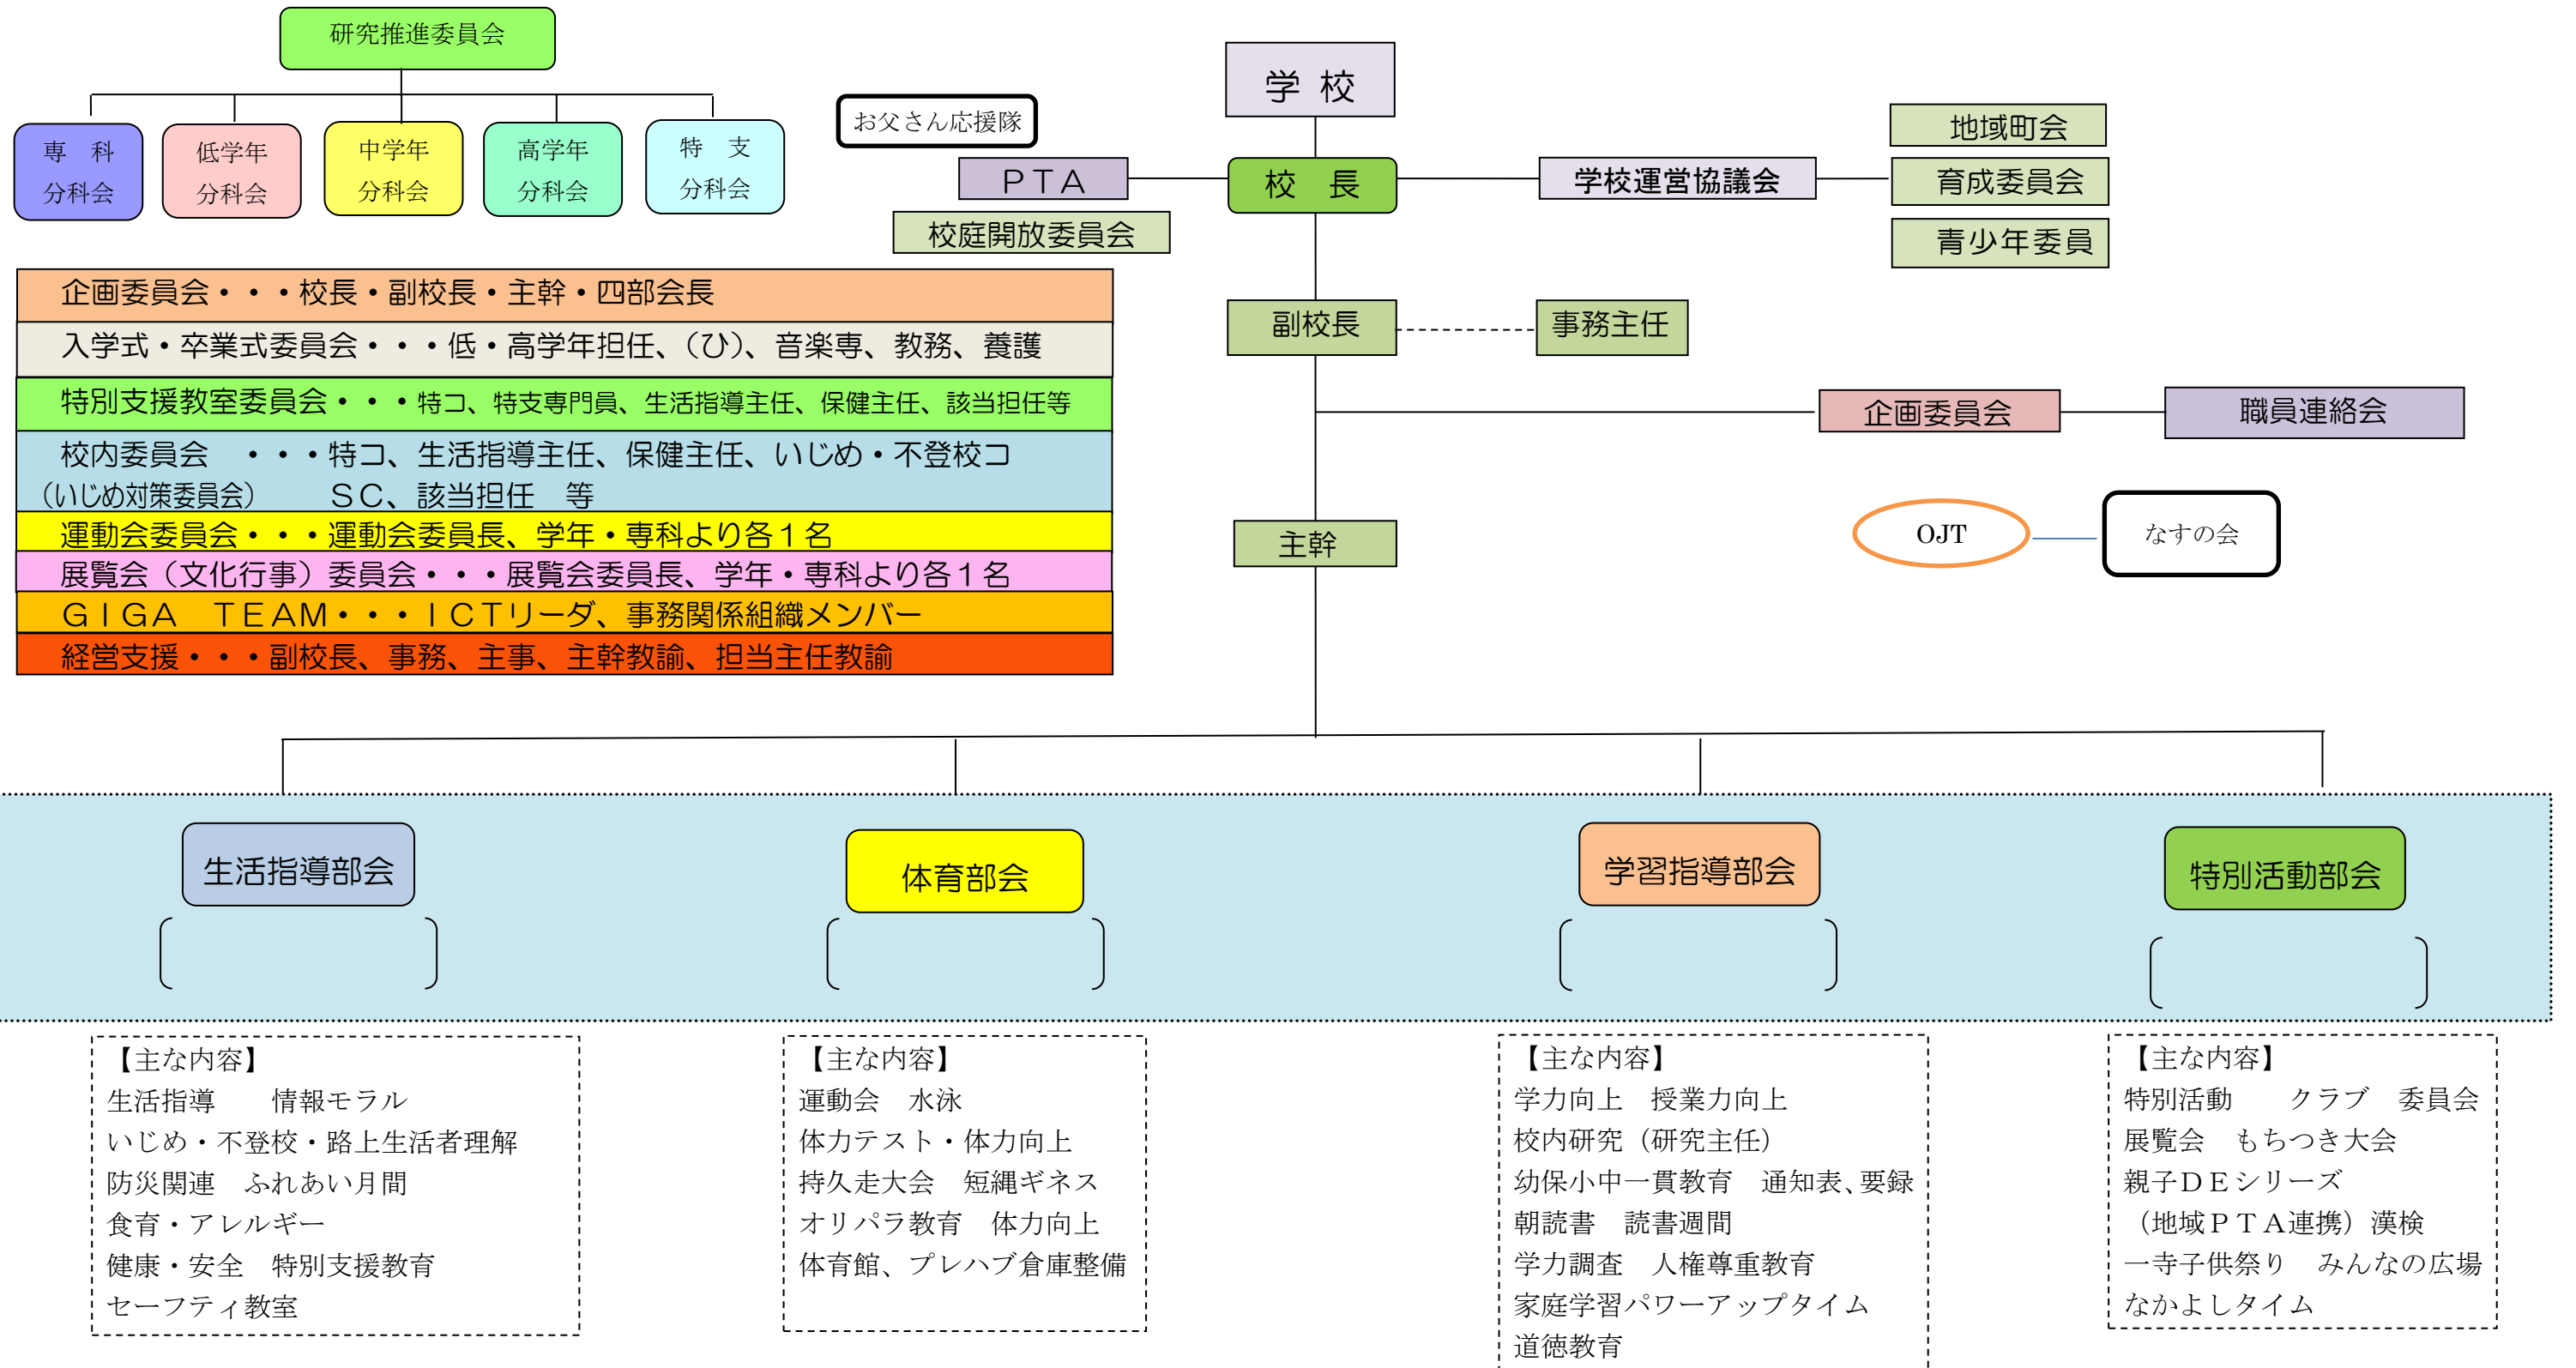 研究推進委員会
専　科
分科会
低学年
分科会
中学年
分科会
高学年
分科会
特　支
分科会
お父さん応援隊
学 校
ＰＴＡ
校　長
学校運営協議会
地域町会
育成委員会
青少年委員
校庭開放委員会
企画委員会・・・校長・副校長・主幹・四部会長
入学式・卒業式委員会・・・低・高学年担任、（ひ）、音楽専、教務、養護
特別支援教室委員会・・・特コ、特支専門員、生活指導主任、保健主任、該当担任等
校内委員会　・・・特コ、生活指導主任、保健主任、いじめ・不登校コ
（いじめ対策委員会）　　ＳＣ、該当担任　等
運動会委員会・・・運動会委員長、学年・専科より各１名
展覧会（文化行事）委員会・・・展覧会委員長、学年・専科より各１名
ＧＩＧＡ　ＴＥＡＭ・・・ＩＣＴリーダ、事務関係組織メンバー
経営支援・・・副校長、事務、主事、主幹教諭、担当主任教諭
副校長
事務主任
企画委員会
職員連絡会
OJT
なすの会
主幹
生活指導部会
体育部会
学習指導部会
特別活動部会
【主な内容】
生活指導　　情報モラル
いじめ・不登校・路上生活者理解
防災関連　ふれあい月間
食育・アレルギー
健康・安全　特別支援教育
セーフティ教室
【主な内容】
運動会　水泳
体力テスト・体力向上
持久走大会　短縄ギネス
オリパラ教育　体力向上
体育館、プレハブ倉庫整備
【主な内容】
学力向上　授業力向上
校内研究（研究主任）
幼保小中一貫教育　通知表、要録
朝読書　読書週間
学力調査　人権尊重教育
家庭学習パワーアップタイム
道徳教育
【主な内容】
特別活動　　クラブ　委員会
展覧会　もちつき大会
親子ＤＥシリーズ
（地域ＰＴＡ連携）漢検
一寺子供祭り　みんなの広場
なかよしタイム